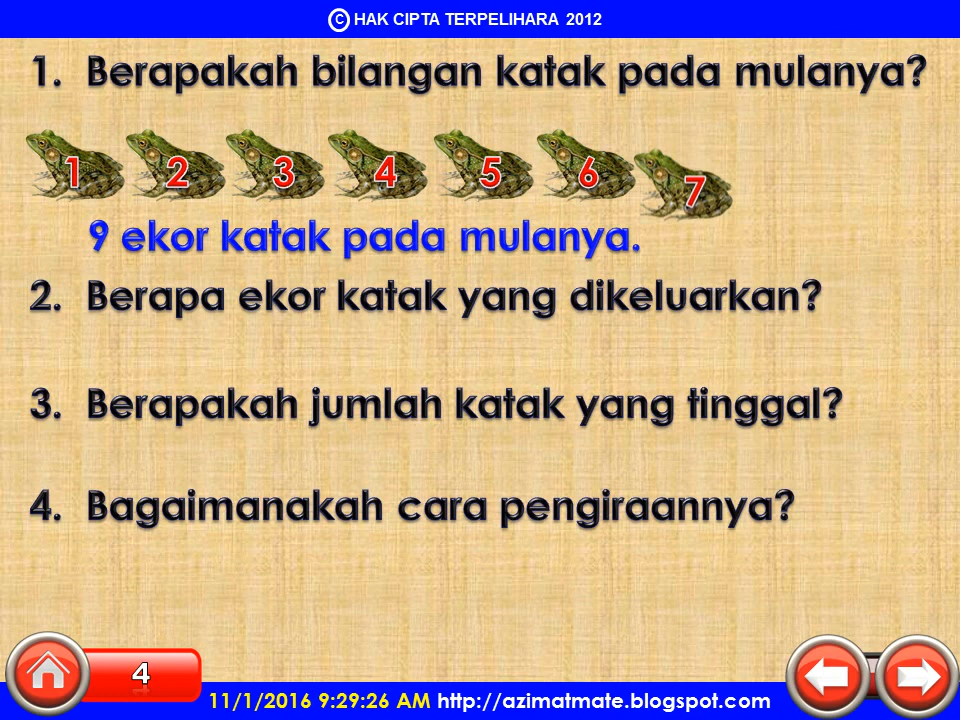 © HAK CIPTA TERPELIHARA 2012
1. Berapakah bilangan katak pada mulanya?
1 2 3 4 5 6 7
9 ekor katak pada mulanya.
2. Berapa ekor katak yang dikeluarkan?
3. Berapakah jumlah katak yang tinggal?
4. Bagaimanakah cara pengiraannya?
4
11/1/2016 9:29:26 AM http://azimatmate.blogspot.com